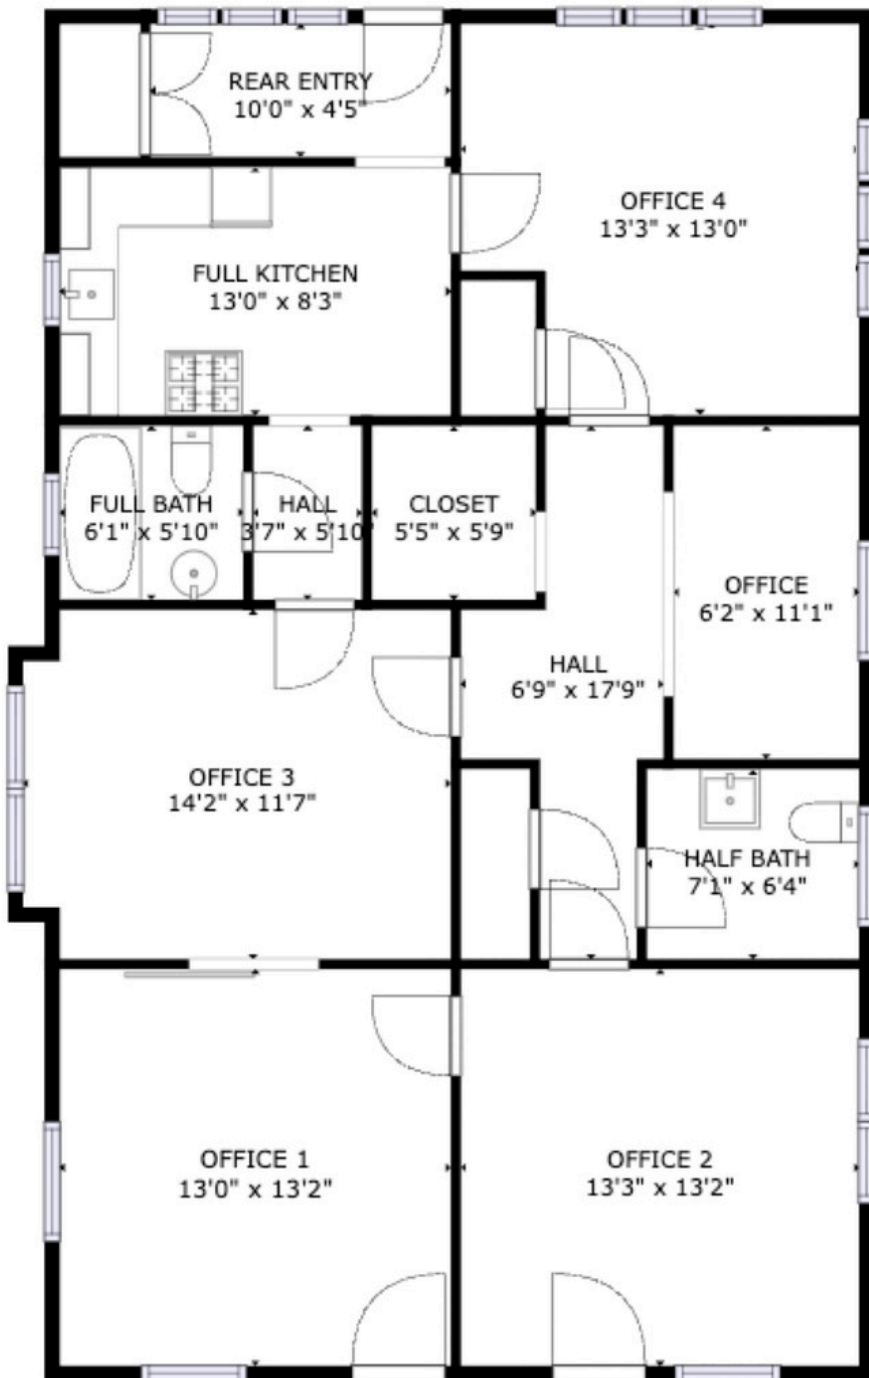 REAR ENTRY
10'0" x 4'5"
OFFICE 4
13'3" x 13'0"
FULL KITCHEN
13'0" x 8'3"
FULL BATH
6'1" x 5'10"
HALL
3'7" x 5'10"
CLOSET
5'5" x 5'9"
OFFICE
6'2" x 11'1"
HALL
6'9" x 17'9"
OFFICE 3
14'2" x 11'7"
HALF BATH
7'1" x 6'4"
OFFICE 1
13'0" x 13'2"
OFFICE 2
13'3" x 13'2"